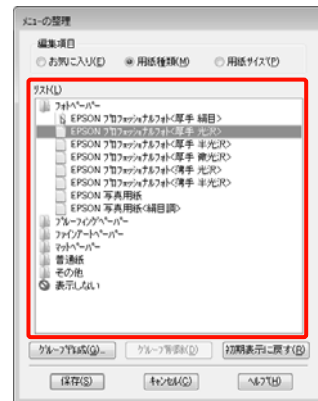 ﾒﾆｭｰの整理
編集項目
お気に入り(E)
用紙種類(M)
用紙ｻｲｽﾞ(P)
ﾘｽﾄ(L)
ﾌｫﾄﾍﾟｰﾊﾟｰ
EPSON ﾌﾟﾛﾌｪｯｼｮﾅﾙﾌｫﾄ<厚手 絹目>
EPSON ﾌﾟﾛﾌｪｯｼｮﾅﾙﾌｫﾄ<厚手 光沢>
EPSON ﾌﾟﾛﾌｪｯｼｮﾅﾙﾌｫﾄ<厚手 半光沢>
EPSON ﾌﾟﾛﾌｪｯｼｮﾅﾙﾌｫﾄ<厚手 微光沢>
EPSON ﾌﾟﾛﾌｪｯｼｮﾅﾙﾌｫﾄ<薄手 光沢>
EPSON ﾌﾟﾛﾌｪｯｼｮﾅﾙﾌｫﾄ<薄手 半光沢>
EPSON 写真用紙
EPSON 写真用紙<絹目調>
ﾌﾟﾙｰﾌｨﾝｸﾞﾍﾟｰﾊﾟｰ
ﾌｧｲﾝｱｰﾄﾍﾟｰﾊﾟｰ
ﾏｯﾄﾍﾟｰﾊﾟｰ
普通紙
その他
表示しない
ｸﾞﾙｰﾌﾟ作成(G)...
ｸﾞﾙｰﾌﾟ削除(D)
初期表示に戻す(R)
保存(S)
ｷｬﾝｾﾙ(C)
ﾍﾙﾌﾟ(H)